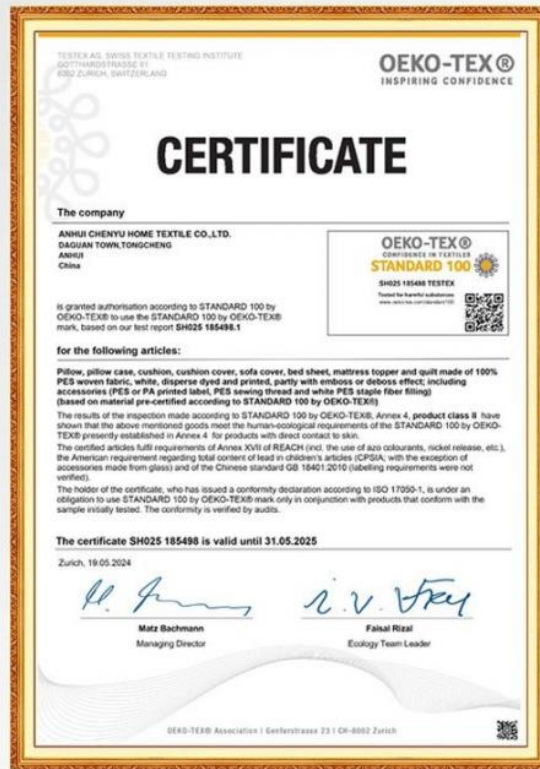 TESTEX AG, SWISS TEXTILE TESTING INSTITUTE
GOTTHARDSTRASSE 61
8002 ZURICH, SWITZERLAND
OEKO-TEX®
INSPIRING CONFIDENCE
CERTIFICATE
The company
ANHUI CHENYU HOME TEXTILE CO.,LTD.
DAGUAN TOWN,TONGCHENG
ANHUI
China
OEKO-TEX®
CONFIDENCE IN TEXTILES
STANDARD 100
SH025 185498 TESTEX
Tested for harmful substances
www.oeko-tex.com/standard100
is granted authorisation according to STANDARD 100 by
OEKO-TEX® to use the STANDARD 100 by OEKO-TEX®
mark, based on our test report SH025 185498.1
for the following articles:
Pillow, pillow case, cushion, cushion cover, sofa cover, bed sheet, mattress topper and quilt made of 100%
PES woven fabric, white, disperse dyed and printed, partly with emboss or deboss effect; including
accessories (PES or PA printed label, PES sewing thread and white PES staple fiber filling)
(based on material pre-certified according to STANDARD 100 by OEKO-TEX®)
The results of the inspection made according to STANDARD 100 by OEKO-TEX®, Annex 4, product class II have
shown that the above mentioned goods meet the human-ecological requirements of the STANDARD 100 by OEKO-
TEX® presently established in Annex 4 for products with direct contact to skin.
The certified articles fulfil requirements of Annex XVII of REACH (incl. the use of azo colourants, nickel release, etc.),
the American requirement regarding total content of lead in children's articles (CPSIA; with the exception of
accessories made from glass) and of the Chinese standard GB 18401:2010 (labelling requirements were not
verified).
The holder of the certificate, who has issued a conformity declaration according to ISO 17050-1, is under an
obligation to use STANDARD 100 by OEKO-TEX® mark only in conjunction with products that conform with the
sample initially tested. The conformity is verified by audits.
The certificate SH025 185498 is valid until 31.05.2025
Zurich, 19.05.2024
Matz Bachmann
Managing Director
Faisal Rizal
Ecology Team Leader
OEKO-TEX® Association | Genferstrasse 23 | CH-8002 Zurich